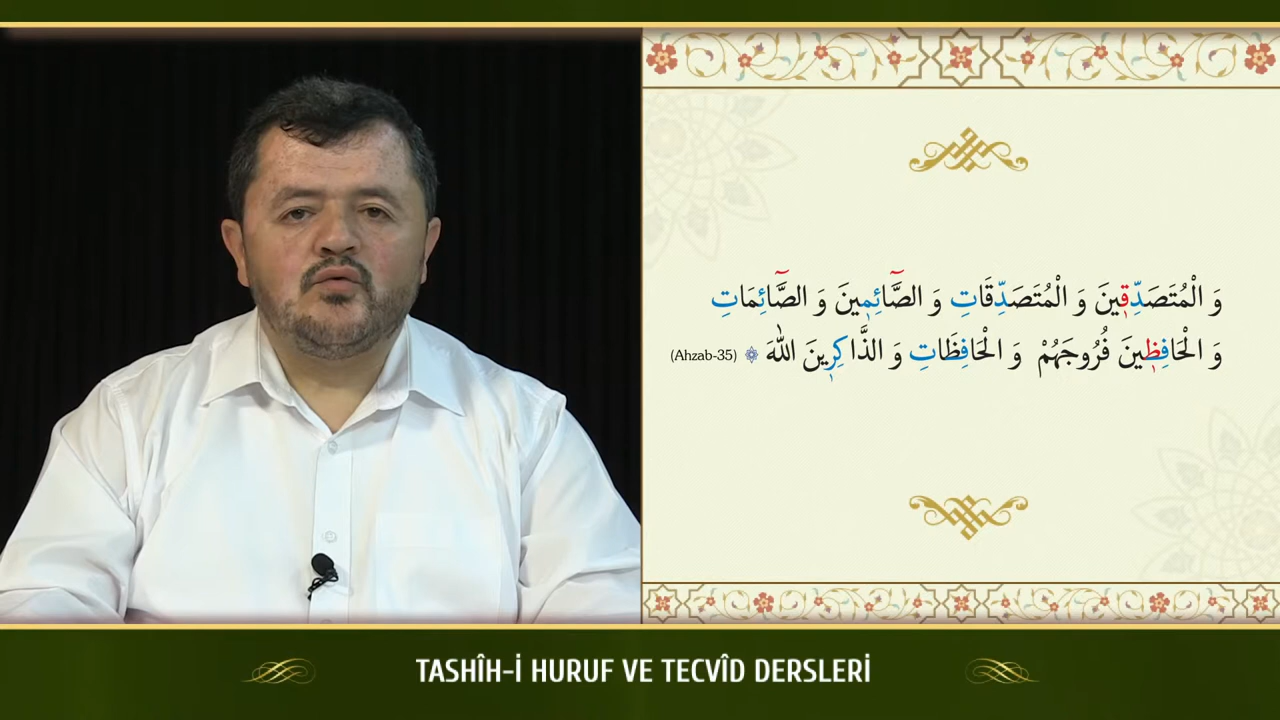 وَ الْمُتَصَدِّقٖينَ وَ الْمُتَصَدِّقَاتِ وَ الصَّٓائِمٖينَ وَ الصَّٓائِمَاتِ
وَ الْحَافِظٖينَ فُرُوجَهُمْ وَ الْحَافِظَاتِ وَ الذَّاكِرٖينَ اللّٰهَ (Ahzab-35)
TASHÎH-İ HURUF VE TECVÎD DERSLERİ